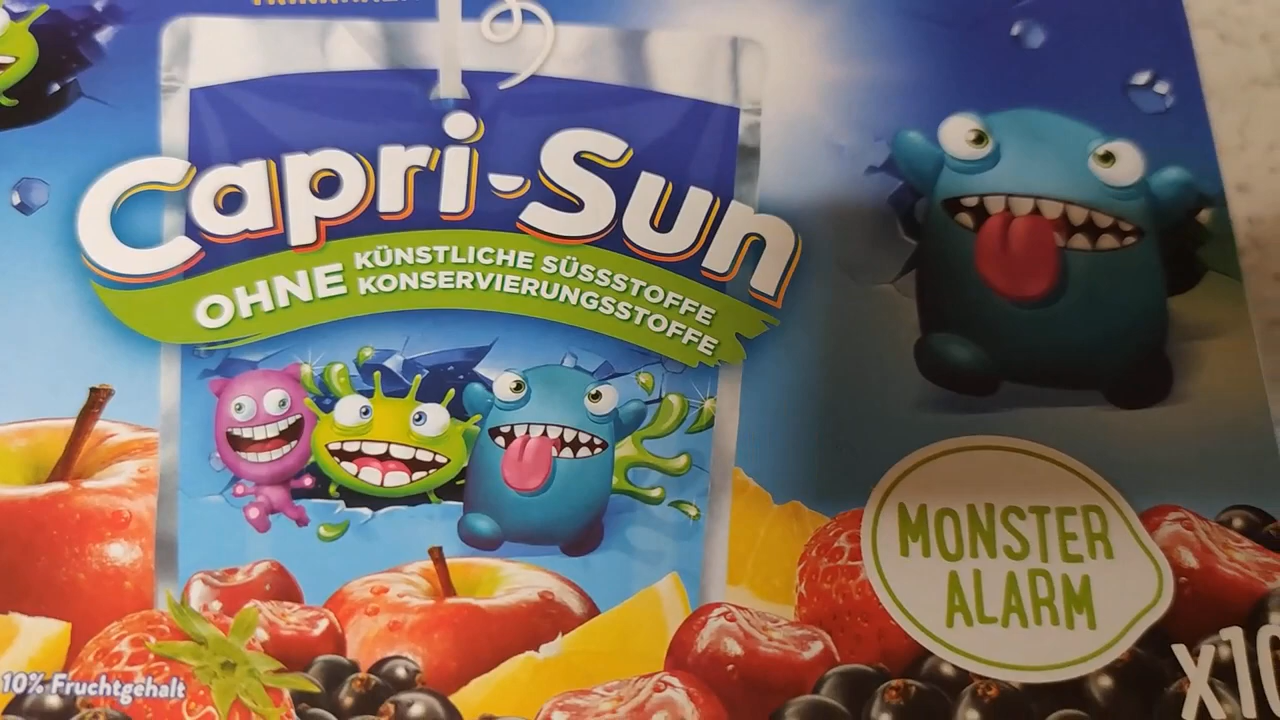 Capri-Sun
OHNE KÜNSTLICHE SÜSSSTOFFE
KONSERVIERUNGSSTOFFE
MONSTER
ALARM
10% Fruchtgehalt